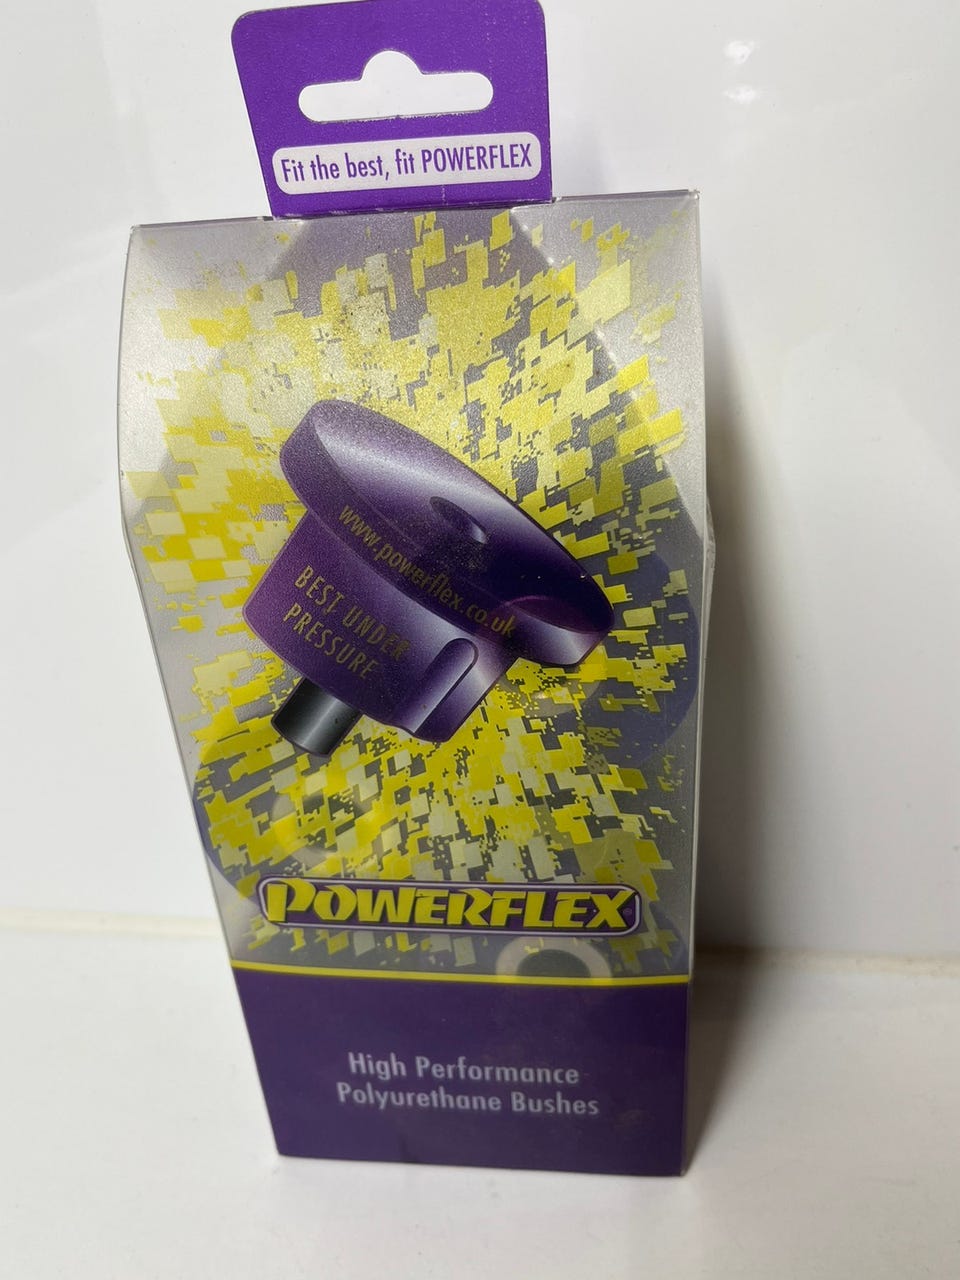 Fit the best, fit POWERFLEX
www.powerflex.co.uk
BEST UNDER
PRESSURE
POWERFLEX
High Performance
Polyurethane Bushes